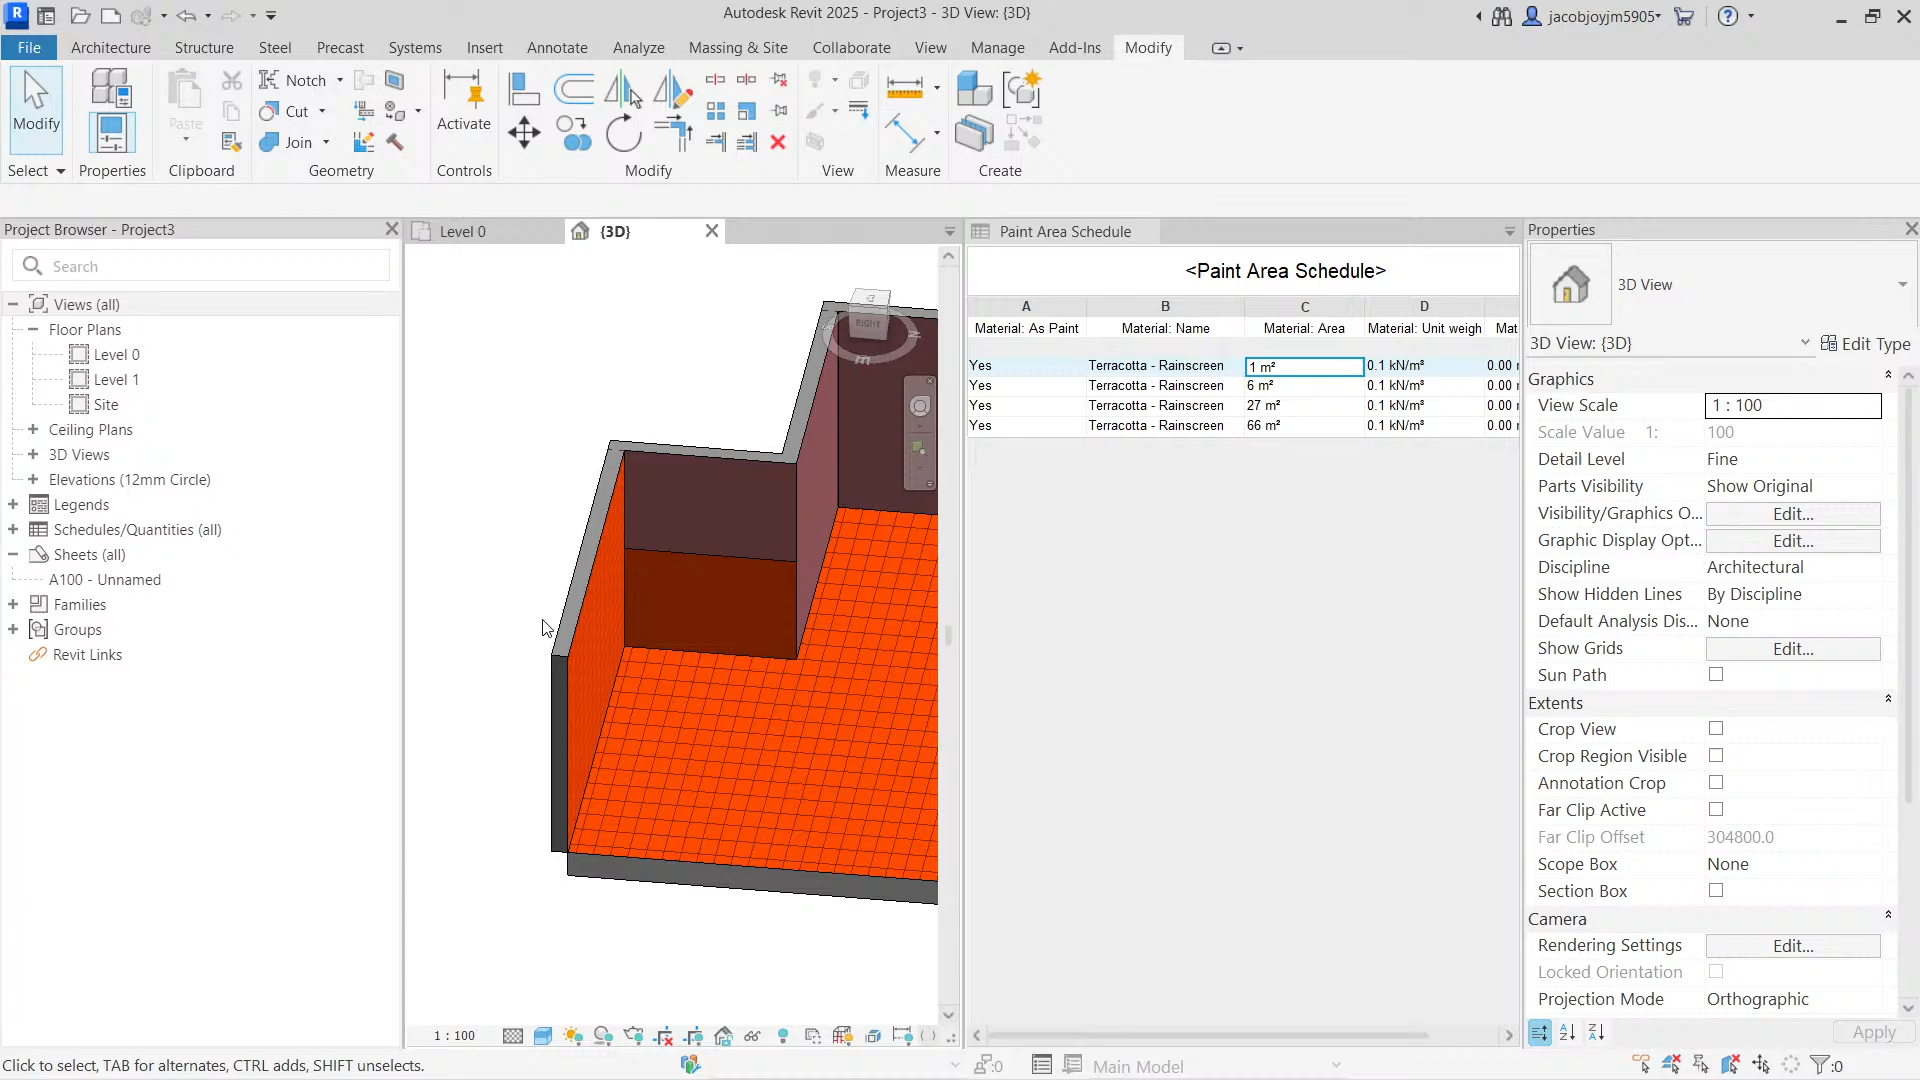 Autodesk Revit 2025 - Project3 - 3D View: {3D}
jacobjoyjm5905
File
Architecture
Structure
Steel
Precast
Systems
Insert
Annotate
Analyze
Massing & Site
Collaborate
View
Manage
Add-Ins
Modify
Modify
Paste
Notch
Cut
Join
Activate
Select
Properties
Clipboard
Geometry
Controls
Modify
View
Measure
Create
Project Browser - Project3
Search
Views (all)
Floor Plans
Level 0
Level 1
Site
Ceiling Plans
3D Views
Elevations (12mm Circle)
Legends
Schedules/Quantities (all)
Sheets (all)
A100 - Unnamed
Families
Groups
Revit Links
Level 0
{3D}
RIGHT
1 : 100
Paint Area Schedule
<Paint Area Schedule>
A B C D
Material: As Paint Material: Name Material: Area Material: Unit weigh Mat
Yes Terracotta - Rainscreen 1 m² 0.1 kN/m³ 0.00
Yes Terracotta - Rainscreen 6 m² 0.1 kN/m³ 0.00
Yes Terracotta - Rainscreen 27 m² 0.1 kN/m³ 0.00
Yes Terracotta - Rainscreen 66 m² 0.1 kN/m³ 0.00
Properties
3D View
3D View: {3D}
Edit Type
Graphics
View Scale 1 : 100
Scale Value 1: 100
Detail Level Fine
Parts Visibility Show Original
Visibility/Graphics O... Edit...
Graphic Display Opt... Edit...
Discipline Architectural
Show Hidden Lines By Discipline
Default Analysis Dis... None
Show Grids Edit...
Sun Path
Extents
Crop View
Crop Region Visible
Annotation Crop
Far Clip Active
Far Clip Offset 304800.0
Scope Box None
Section Box
Camera
Rendering Settings Edit...
Locked Orientation
Projection Mode Orthographic
Apply
Click to select, TAB for alternates, CTRL adds, SHIFT unselects.
:0
Main Model
:0